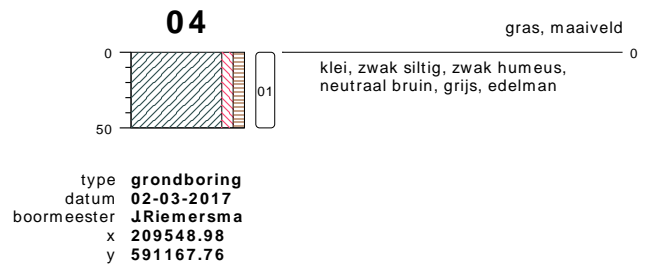 04
gras, maaiveld
0 0
klei, zwak siltig, zwak humeus,
neutraal bruin, grijs, edelman
01
50
type grondboring
datum 02-03-2017
boormeester J.Riemersma
x 209548.98
y 591167.76